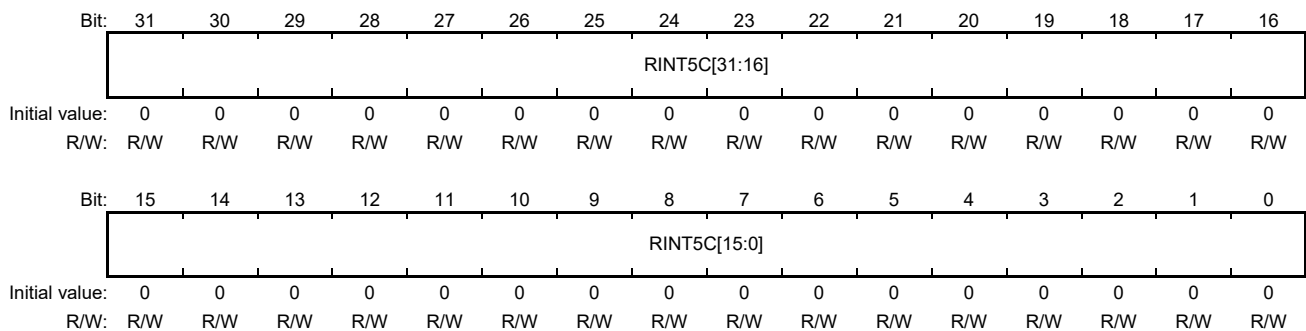 Bit: 31 30 29 28 27 26 25 24 23 22 21 20 19 18 17 16
RINT5C[31:16]
Initial value: 0 0 0 0 0 0 0 0 0 0 0 0 0 0 0 0
R/W: R/W R/W R/W R/W R/W R/W R/W R/W R/W R/W R/W R/W R/W R/W R/W R/W
Bit: 15 14 13 12 11 10 9 8 7 6 5 4 3 2 1 0
RINT5C[15:0]
Initial value: 0 0 0 0 0 0 0 0 0 0 0 0 0 0 0 0
R/W: R/W R/W R/W R/W R/W R/W R/W R/W R/W R/W R/W R/W R/W R/W R/W R/W